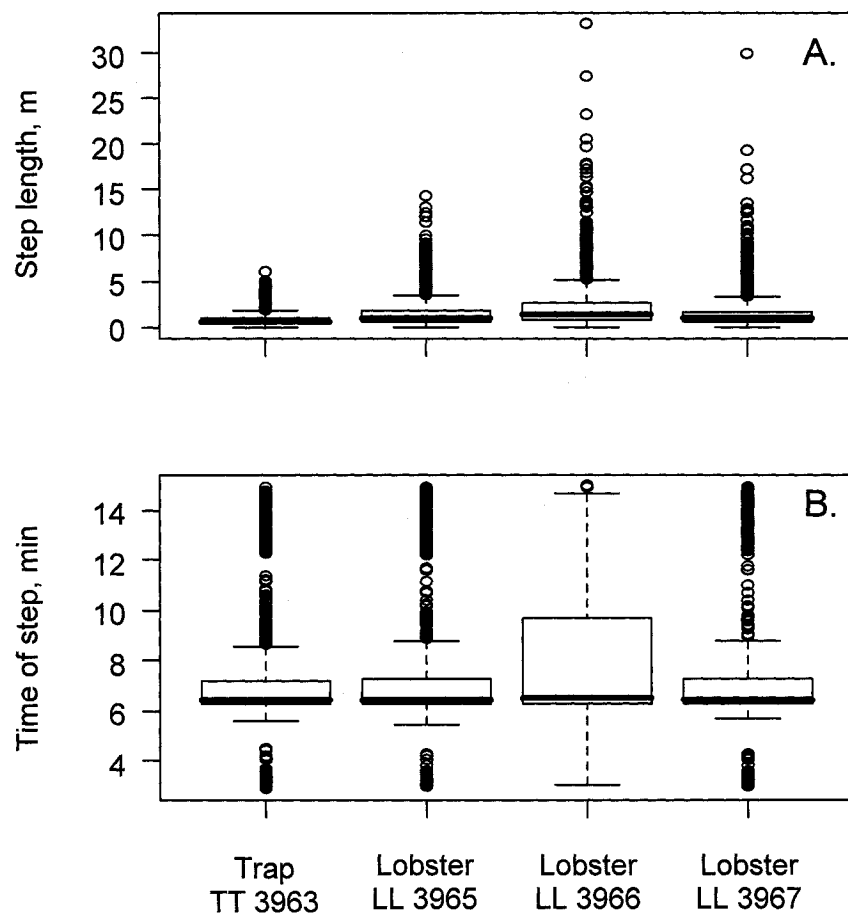 A.
Step length, m
30
25
20
15
10
5
0
B.
Time of step, min
14
12
10
8
6
4
Trap
TT 3963
Lobster
LL 3965
Lobster
LL 3966
Lobster
LL 3967